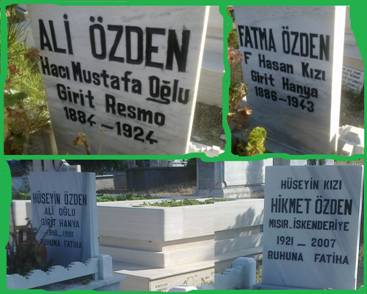 ALİ ÖZDEN
Hacı Mustafa Oğlu
Girit Resmo
1884 - 1924
FATMA ÖZDEN
F Hasan Kızı
Girit Hanya
1886 - 1943
HÜSEYİN ÖZDEN
ALİ OĞLU
GİRİT HANYA
RUHUNA FATİHA
HÜSEYİN KIZI
HİKMET ÖZDEN
MISIR - İSKENDERİYE
1921 - 2007
RUHUNA FATİHA